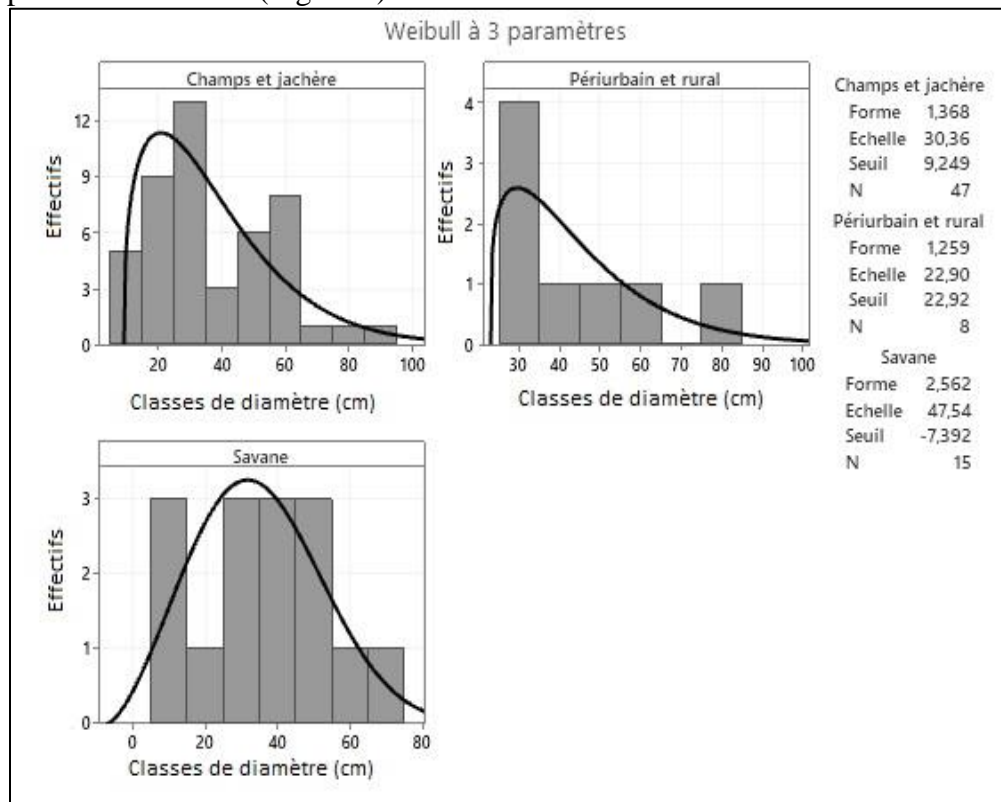 Weibull à 3 paramètres
Champs et jachère
Effectifs
12
9
6
3
0
20 40 60 80 100
Classes de diamètre (cm)
Périurbain et rural
Effectifs
4
3
2
1
0
30 40 50 60 70 80 90 100
Classes de diamètre (cm)
Champs et jachère
Forme 1,368
Echelle 30,36
Seuil 9,249
N 47
Périurbain et rural
Forme 1,259
Echelle 22,90
Seuil 22,92
N 8
Savane
Forme 2,562
Echelle 47,54
Seuil -7,392
N 15
Savane
Effectifs
3
2
1
0
0 20 40 60 80
Classes de diamètre (cm)